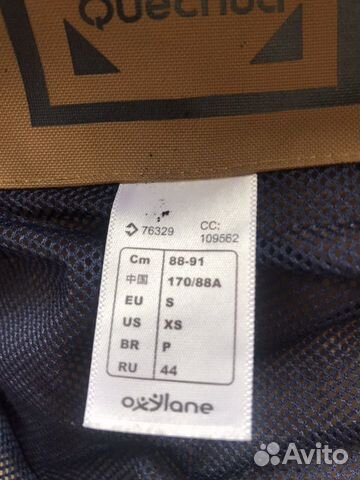 Quechua
76329 CC:
109562
Cm 88-91
中国 170/88A
EU S
US XS
BR P
RU 44
oxylane
Avito